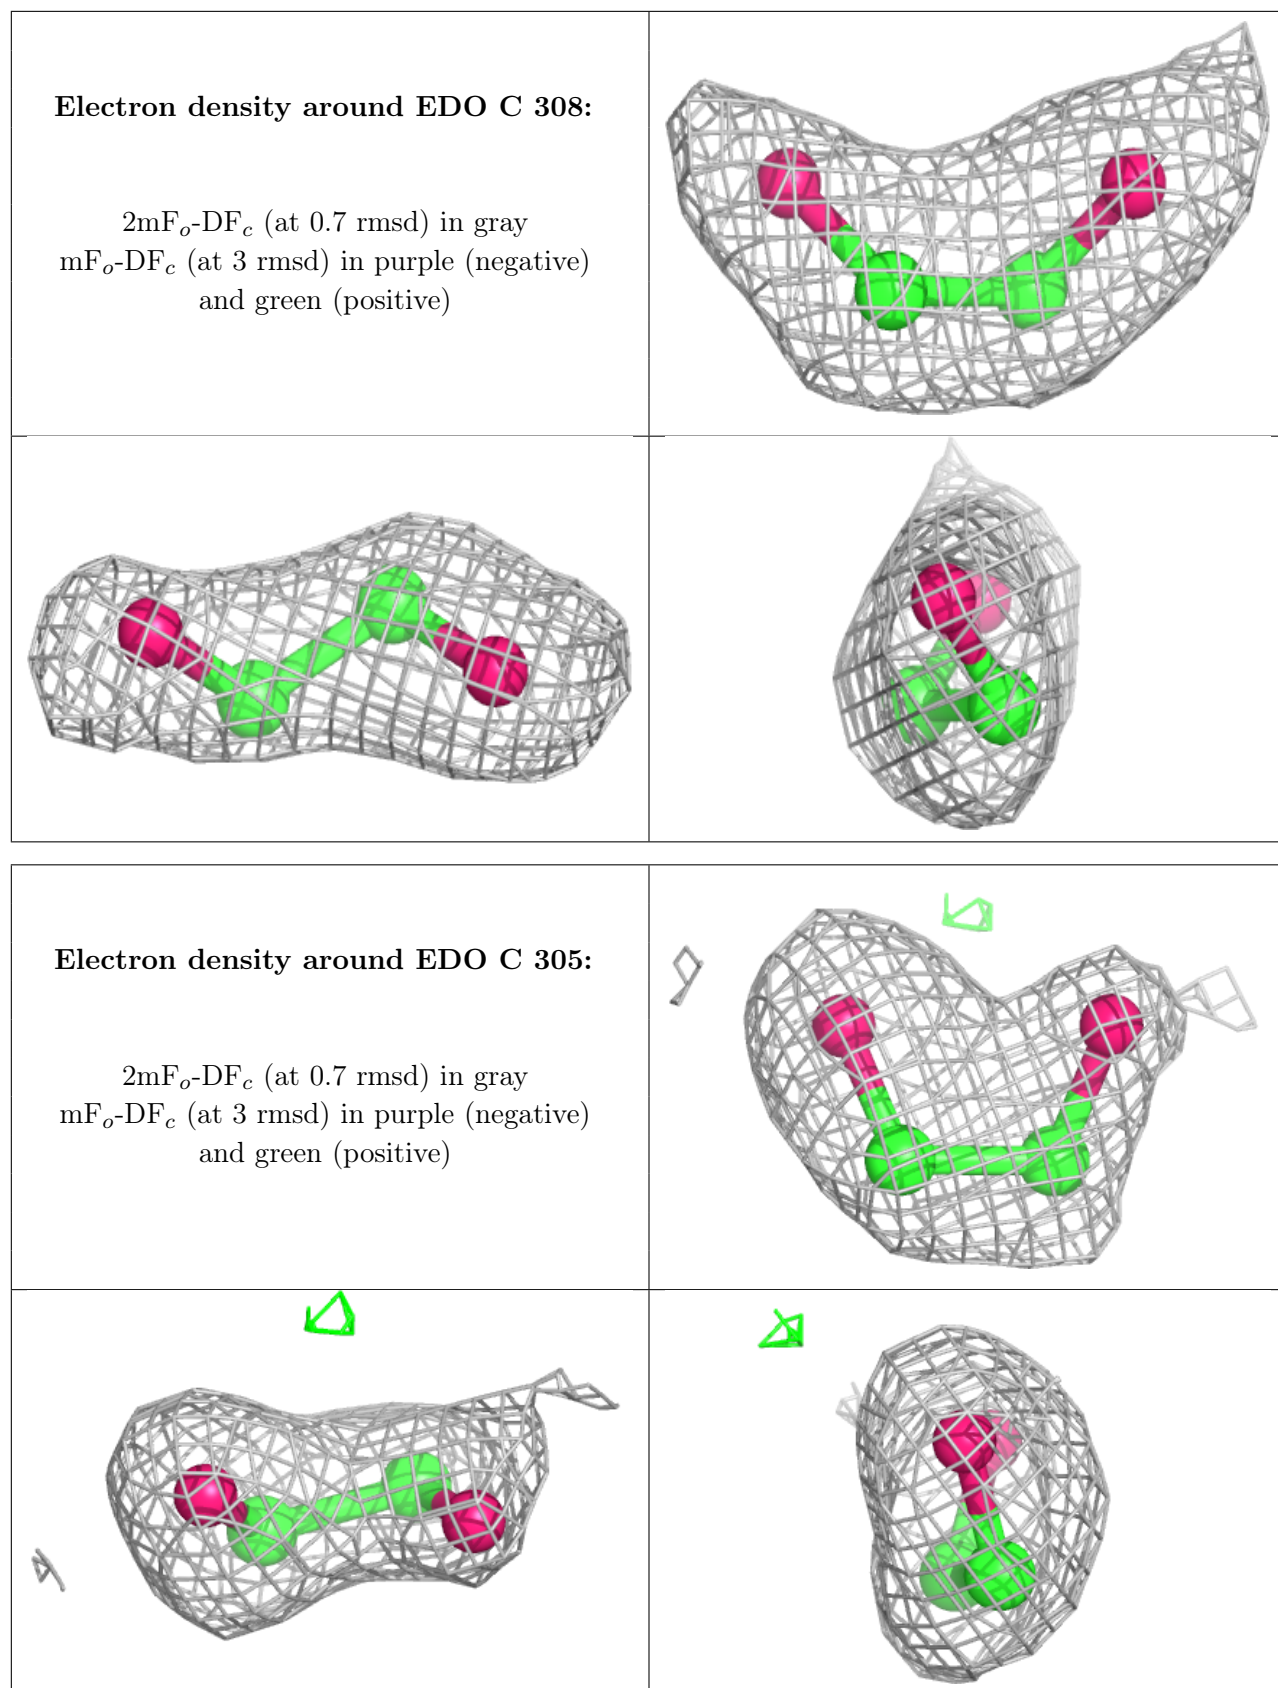 Electron density around EDO C 308:
2mFo-DFc (at 0.7 rmsd) in gray
mFo-DFc (at 3 rmsd) in purple (negative)
and green (positive)
Electron density around EDO C 305:
2mFo-DFc (at 0.7 rmsd) in gray
mFo-DFc (at 3 rmsd) in purple (negative)
and green (positive)